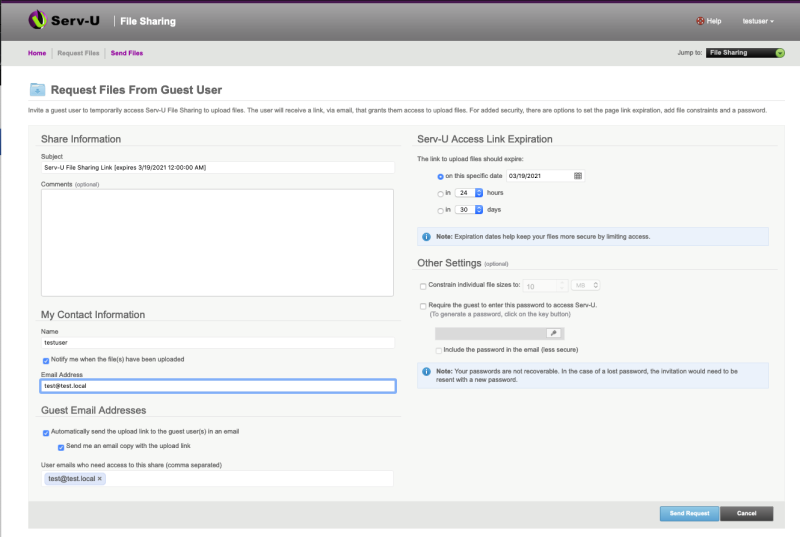 Serv-U | File Sharing
Help
testuser
Home
Request Files
Send Files
Jump to: File Sharing
Request Files From Guest User
Invite a guest user to temporarily access Serv-U File Sharing to upload files. The user will receive a link, via email, that grants them access to upload files. For added security, there are options to set the page link expiration, add file constraints and a password.
Share Information
Subject
Serv-U File Sharing Link [expires 3/19/2021 12:00:00 AM]
Comments (optional)
My Contact Information
Name
testuser
Notify me when the file(s) have been uploaded
Email Address
test@test.local
Guest Email Addresses
Automatically send the upload link to the guest user(s) in an email
Send me an email copy with the upload link
User emails who need access to this share (comma separated)
test@test.local ×
Serv-U Access Link Expiration
The link to upload files should expire:
on this specific date 03/19/2021
in 24 hours
in 30 days
Note: Expiration dates help keep your files more secure by limiting access.
Other Settings (optional)
Constrain individual file sizes to: 10 MB
Require the guest to enter this password to access Serv-U.
(To generate a password, click on the key button)
Include the password in the email (less secure)
Note: Your passwords are not recoverable. In the case of a lost password, the invitation would need to be
resent with a new password.
Send Request
Cancel